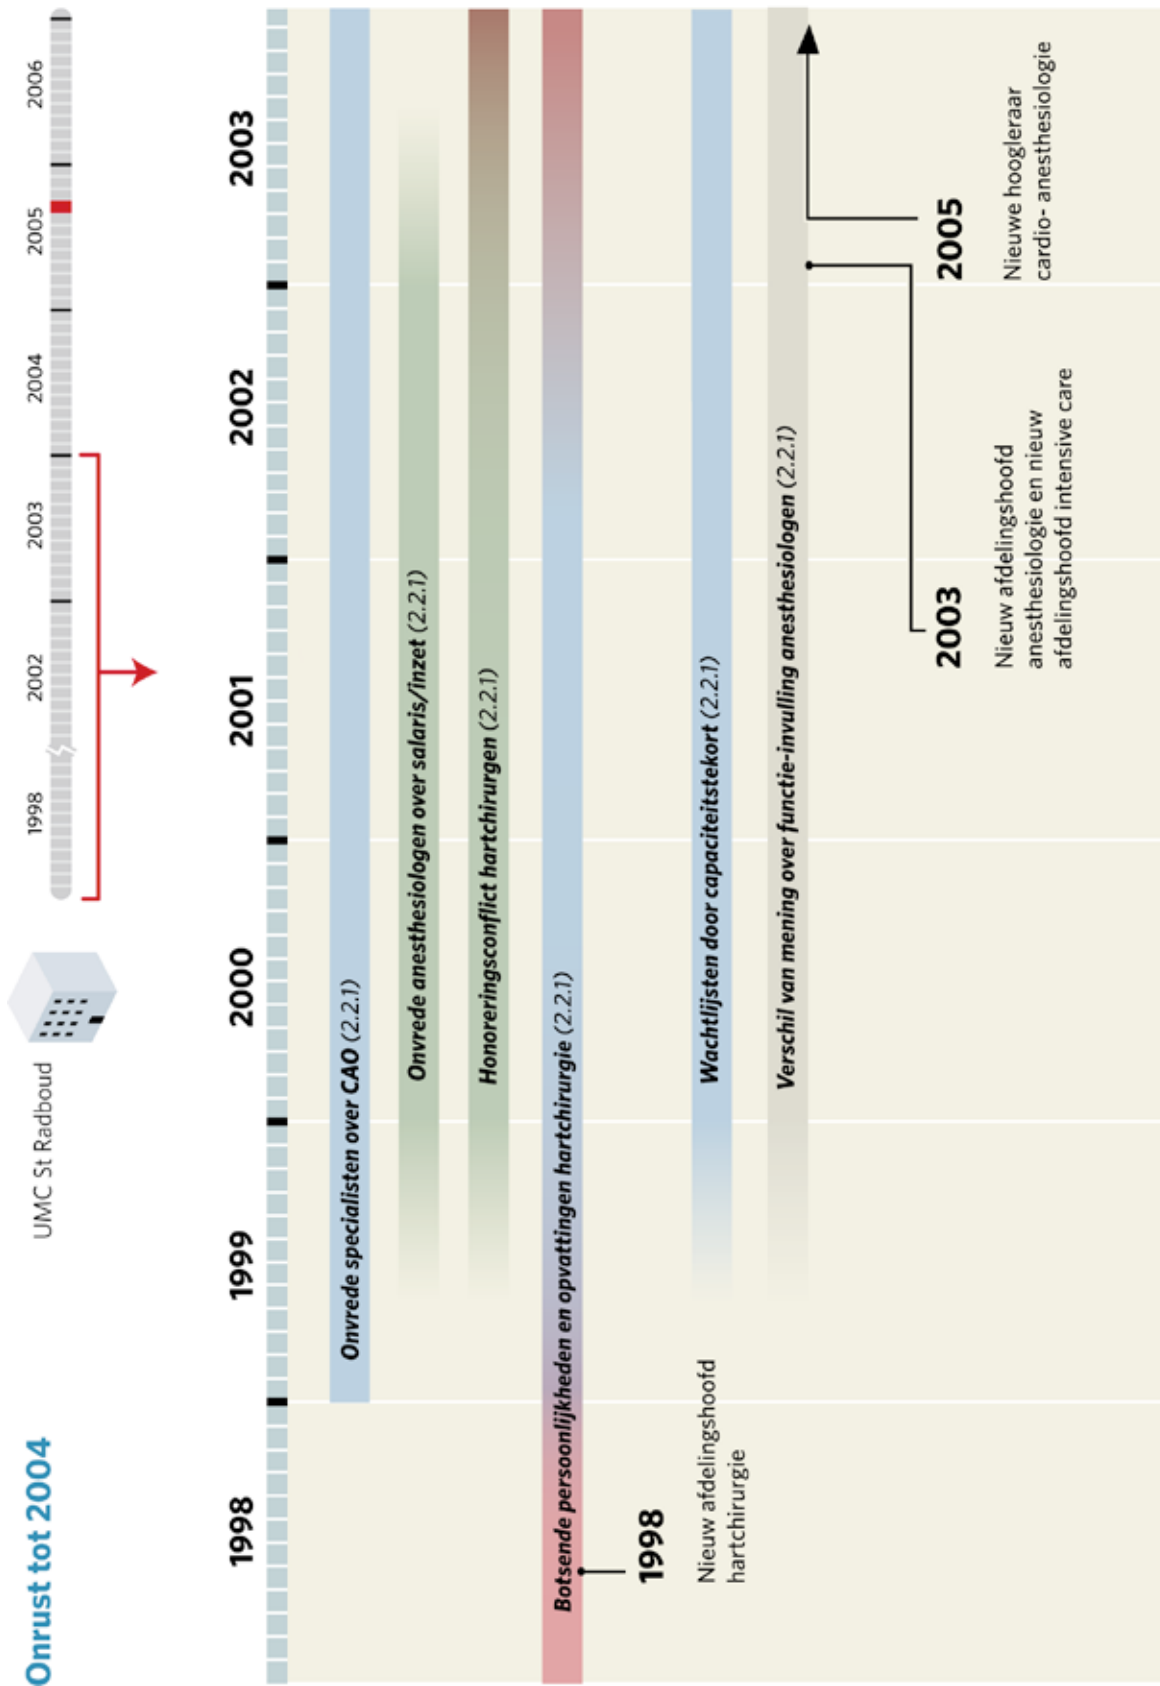 Onrust tot 2004
UMC St Radboud
1998
2002
2003
2004
2005
2006
1998
1999
2000
2001
2002
2003
Onvrede specialisten over CAO (2.2.1)
Onvrede anesthesiologen over salaris/inzet (2.2.1)
Honoreringsconflict hartchirurgen (2.2.1)
Botsende persoonlijkheden en opvattingen hartchirurgie (2.2.1)
1998
Nieuw afdelingshoofd
hartchirurgie
Wachtlijsten door capaciteitstekort (2.2.1)
Verschil van mening over functie-invulling anesthesiologen (2.2.1)
2003
Nieuw afdelingshoofd
anesthesiologie en nieuw
afdelingshoofd intensive care
2005
Nieuwe hoogleraar
cardio- anesthesiologie